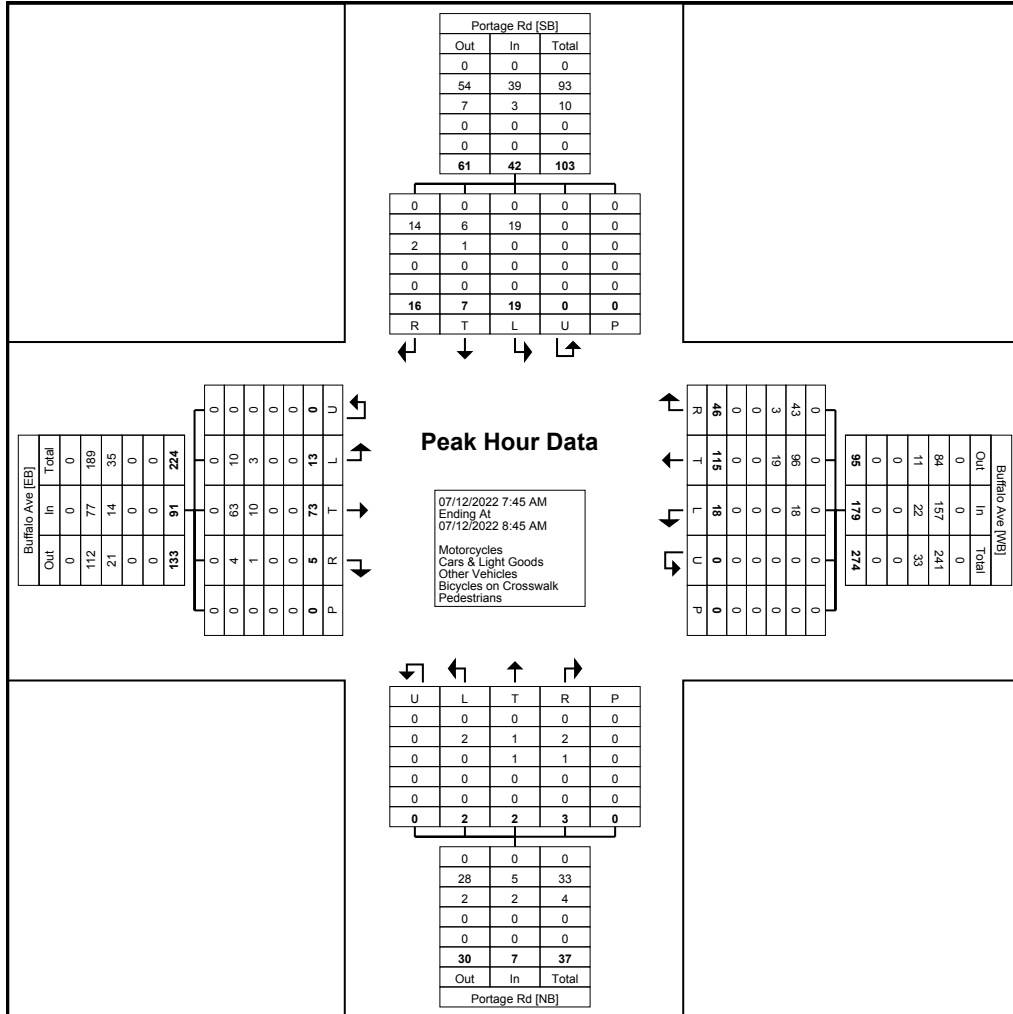 Portage Rd [SB]
Out In Total
0 0 0
54 39 93
7 3 10
0 0 0
0 0 0
61 42 103
0 0 0 0 0
14 6 19 0 0
2 1 0 0 0
0 0 0 0 0
0 0 0 0 0
16 7 19 0 0
R T L U P
Buffalo Ave [EB]
Out In Total
0 0 0
112 77 189
21 14 35
0 0 0
0 0 0
133 91 224
0 0 0 0 0
0 4 63 10 0
0 1 10 3 0
0 0 0 0 0
0 0 0 0 0
0 5 73 13 0
P R T L U
Peak Hour Data
07/12/2022 7:45 AM
Ending At
07/12/2022 8:45 AM
Motorcycles
Cars & Light Goods
Other Vehicles
Bicycles on Crosswalk
Pedestrians
Buffalo Ave [WB]
Out In Total
0 0 0
84 157 241
11 22 33
0 0 0
0 0 0
95 179 274
0 0 0 0 0
43 96 18 0 0
3 19 0 0 0
0 0 0 0 0
0 0 0 0 0
46 115 18 0 0
R T L U P
U L T R P
0 0 0 0 0
0 2 1 2 0
0 0 1 1 0
0 0 0 0 0
0 0 0 0 0
0 2 2 3 0
0 0 0
28 5 33
2 2 4
0 0 0
0 0 0
30 7 37
Out In Total
Portage Rd [NB]